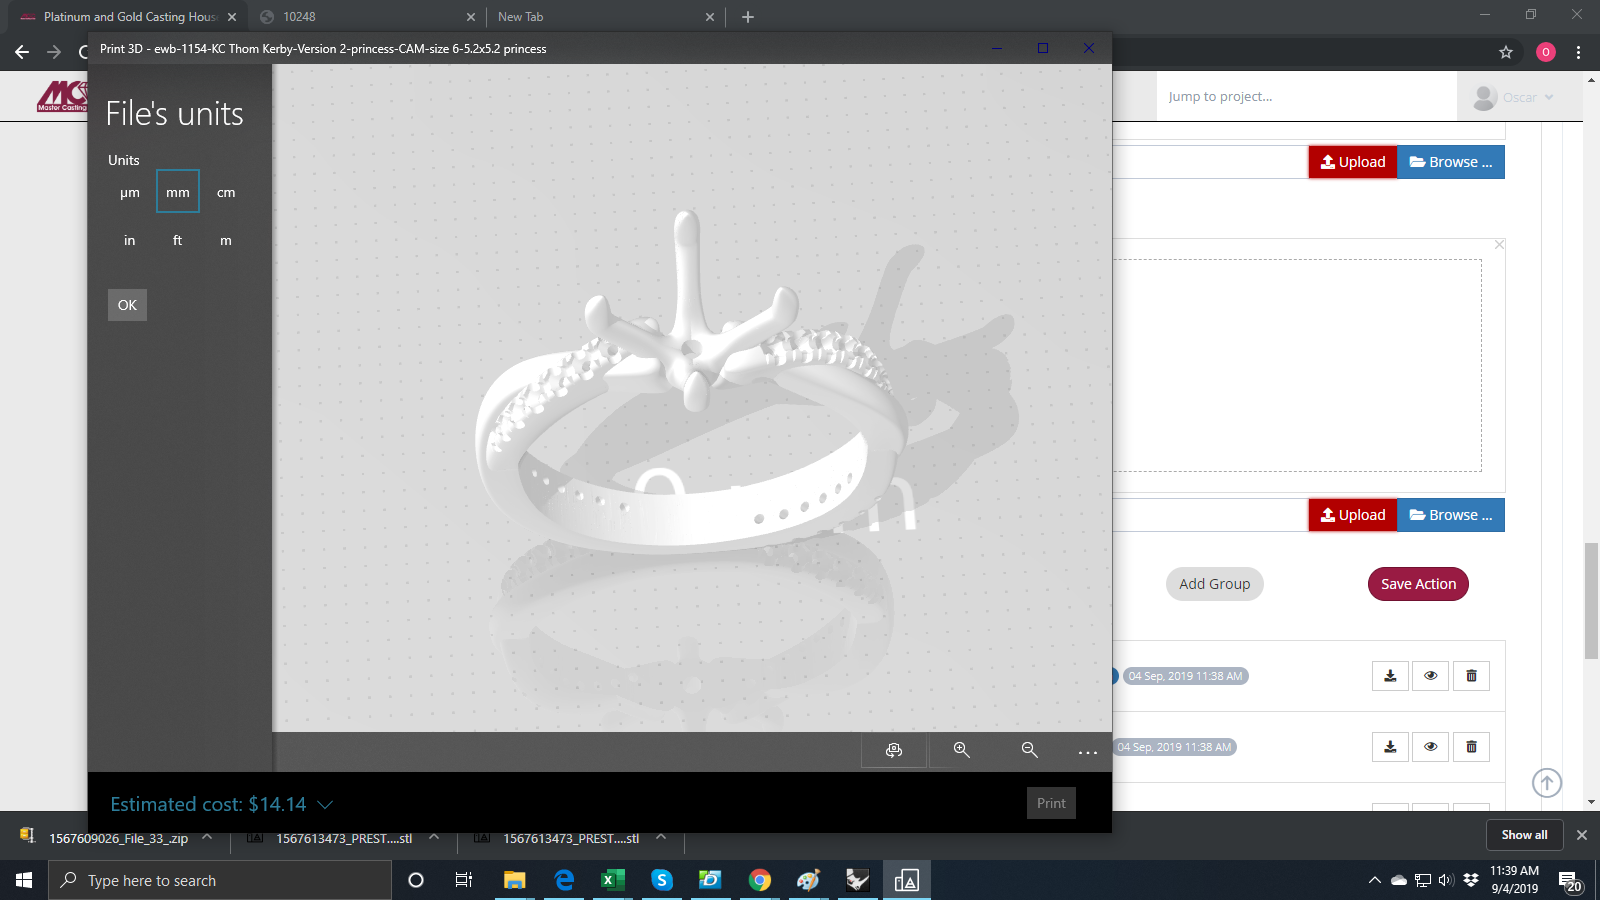 Platinum and Gold Casting Hous
10248
New Tab
Print 3D - ewb-1154-KC Thom Kerby-Version 2-princess-CAM-size 6-5.2x5.2 princess
O
MC
Master Casting
Jump to project...
Oscar
File's units
Units
µm mm cm
in ft m
OK
Upload Browse ...
Upload Browse ...
Add Group Save Action
04 Sep, 2019 11:38 AM
04 Sep, 2019 11:38 AM
Estimated cost: $14.14
Print
1567609026_File_33_.zip
1567613473_PREST....stl
1567613473_PREST....stl
Show all
Type here to search
11:39 AM
9/4/2019
20